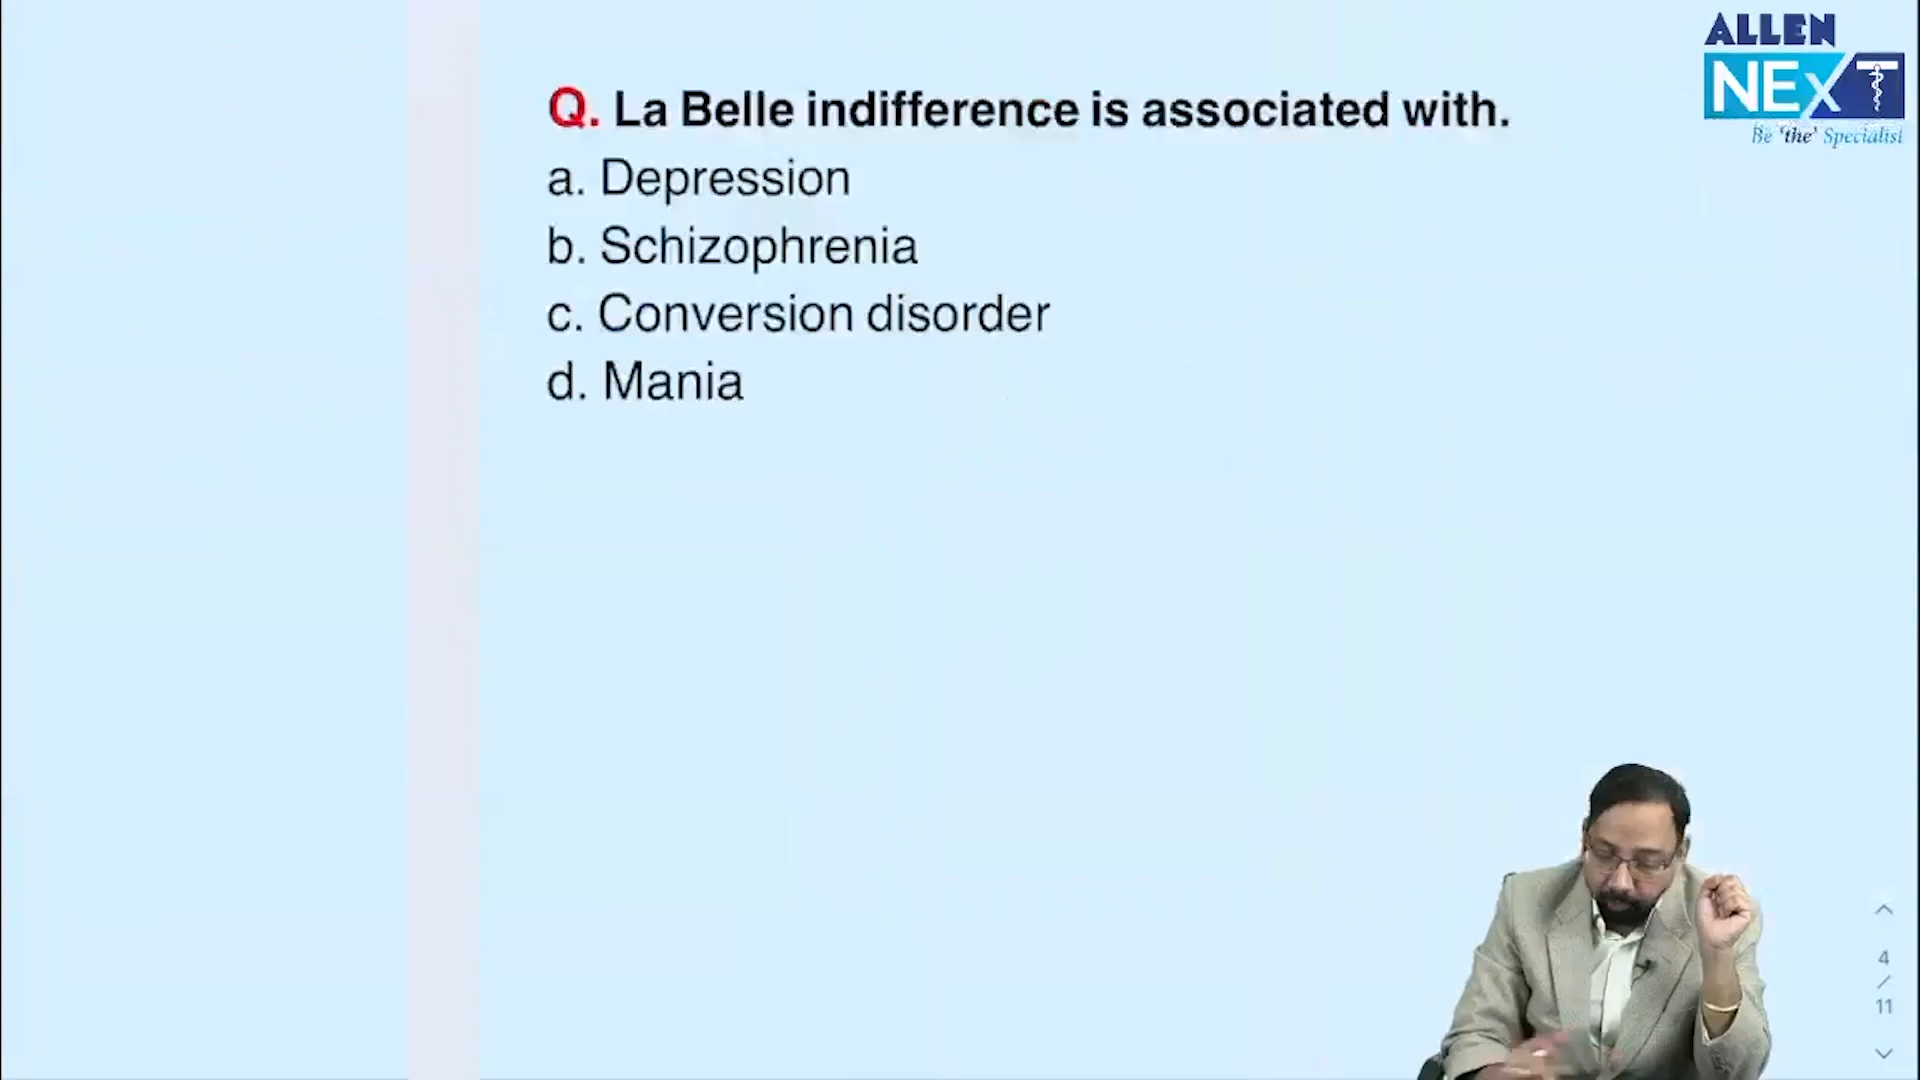 ALLEN
NEXT
Be 'the' Specialist
Q. La Belle indifference is associated with.
a. Depression
b. Schizophrenia
c. Conversion disorder
d. Mania
4
/
11